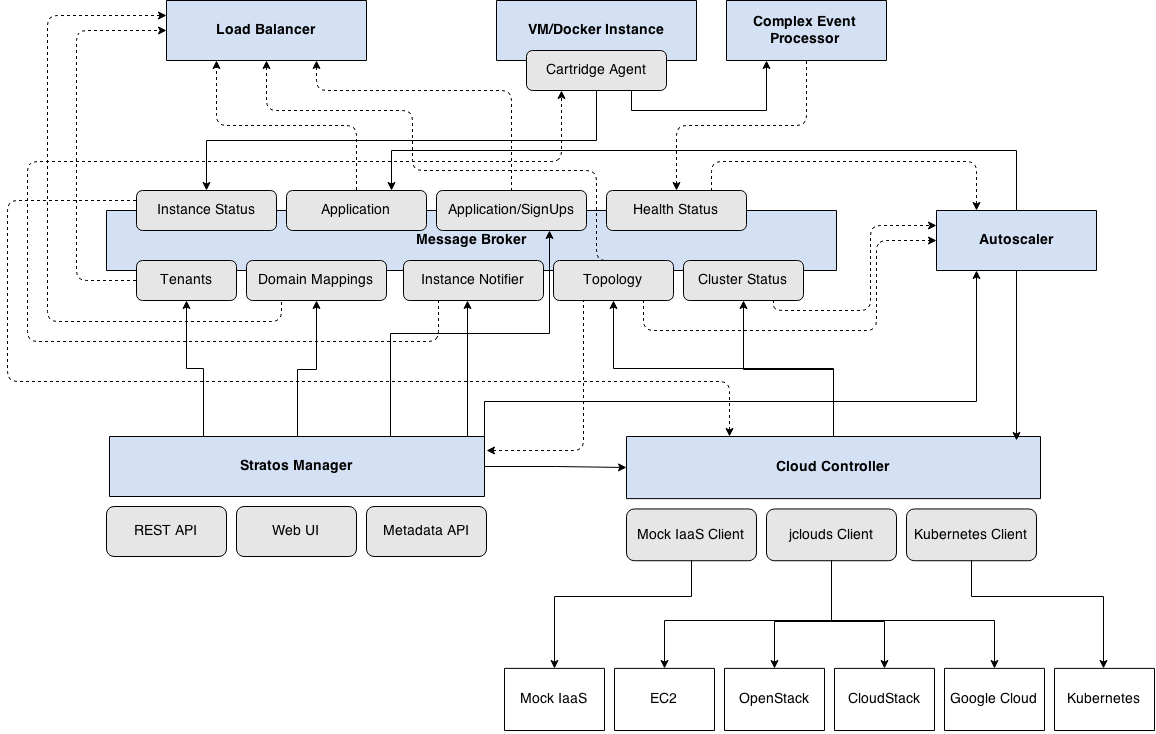 Load Balancer
VM/Docker Instance
Complex Event
Processor
Cartridge Agent
Instance Status
Application
Application/SignUps
Health Status
Message Broker
Autoscaler
Tenants
Domain Mappings
Instance Notifier
Topology
Cluster Status
Stratos Manager
Cloud Controller
REST API
Web UI
Metadata API
Mock IaaS Client
jclouds Client
Kubernetes Client
Mock IaaS
EC2
OpenStack
CloudStack
Google Cloud
Kubernetes